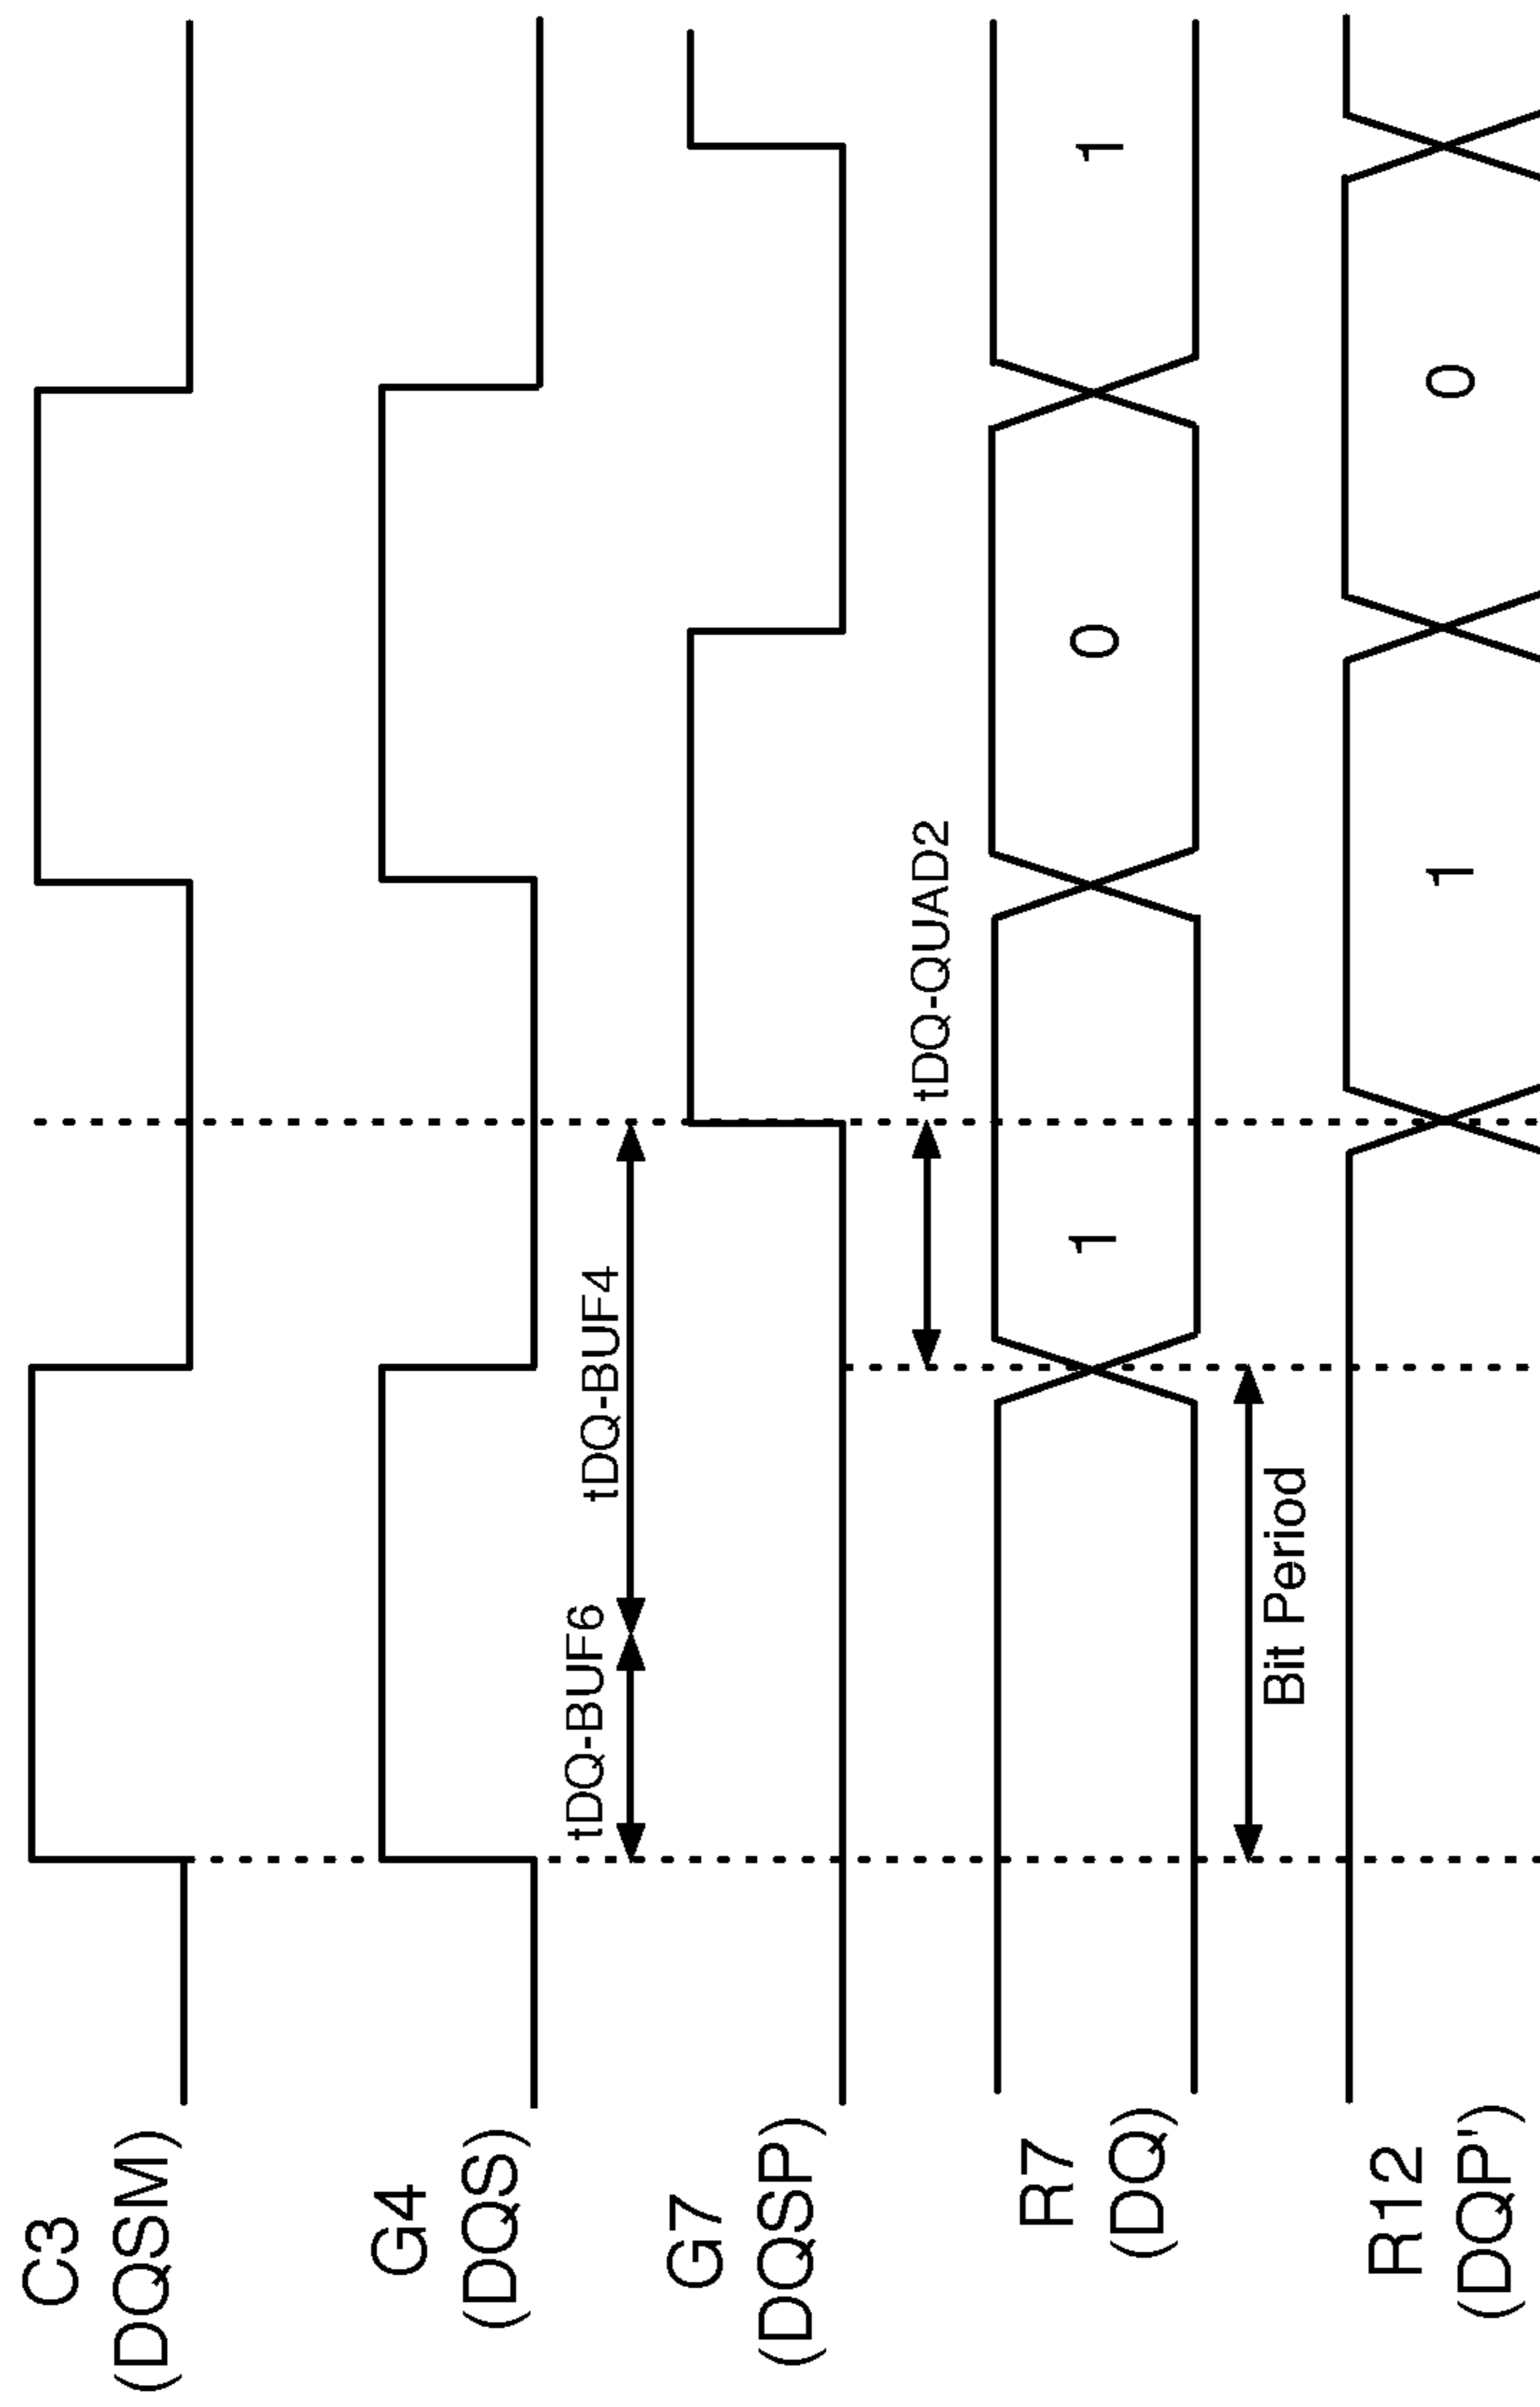 C3
(DQSM)
G4
(DQS)
tDQ-BUF6
tDQ-BUF4
G7
(DQSP)
tDQ-QUAD2
R7
(DQ)
1
0
1
Bit Period
R12
(DQP')
1
0